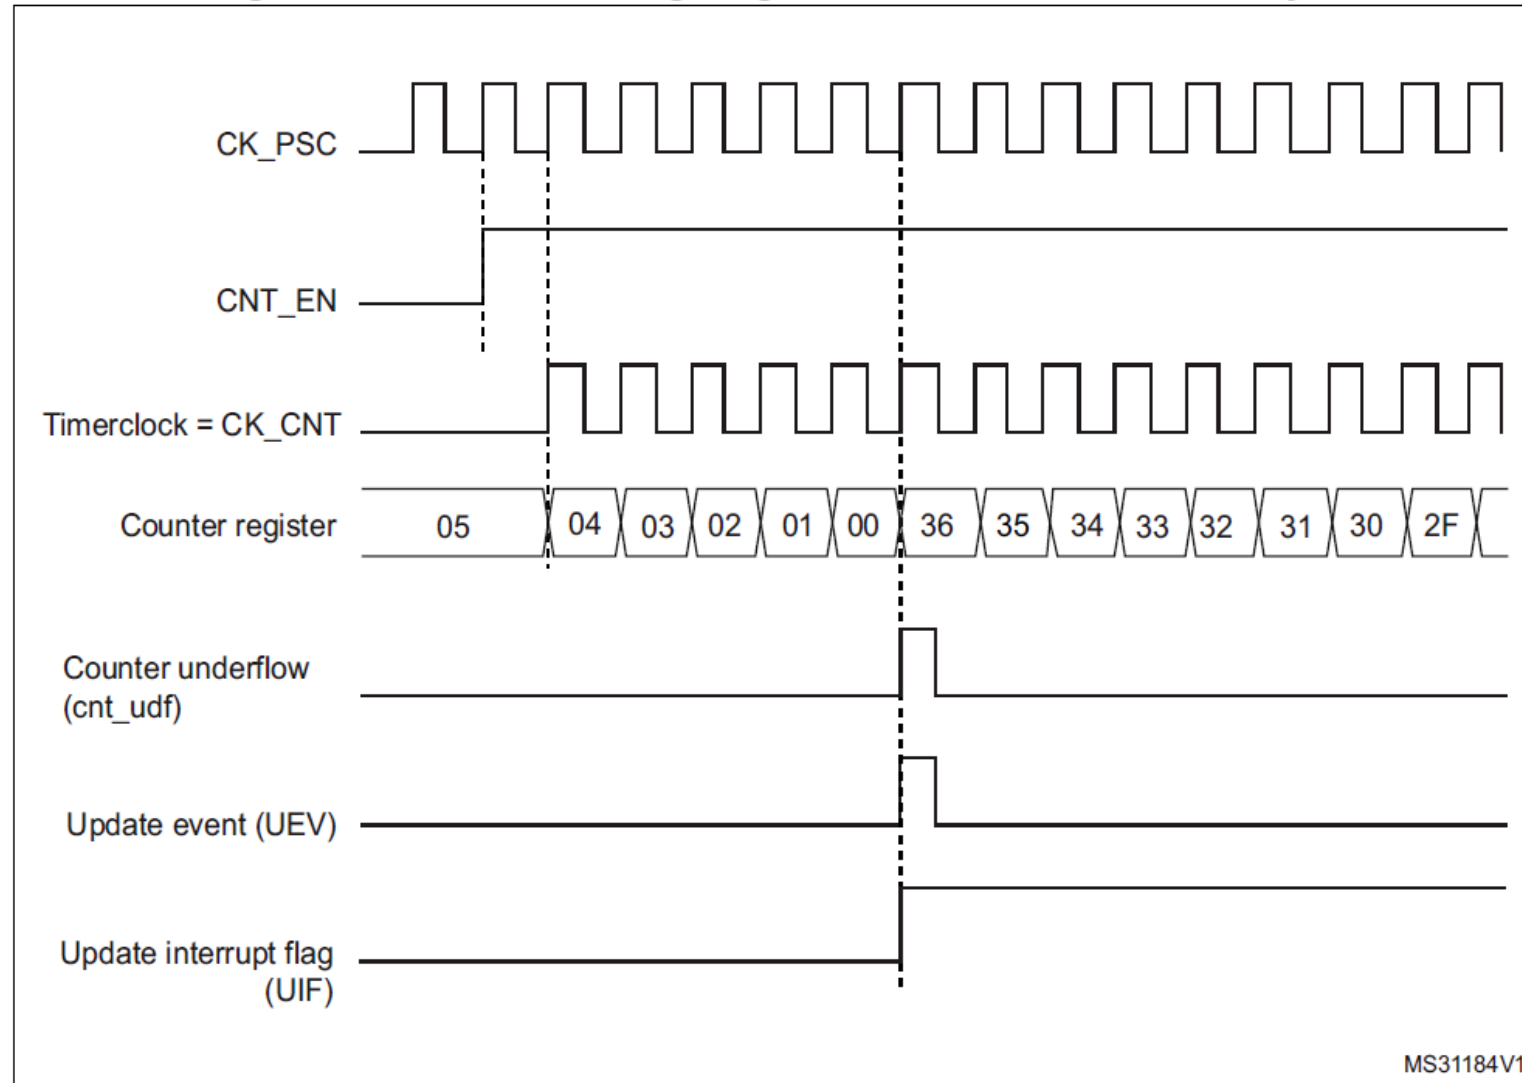 CK_PSC
CNT_EN
Timerclock = CK_CNT
Counter register 05 04 03 02 01 00 36 35 34 33 32 31 30 2F
Counter underflow
(cnt_udf)
Update event (UEV)
Update interrupt flag
(UIF)
MS31184V1